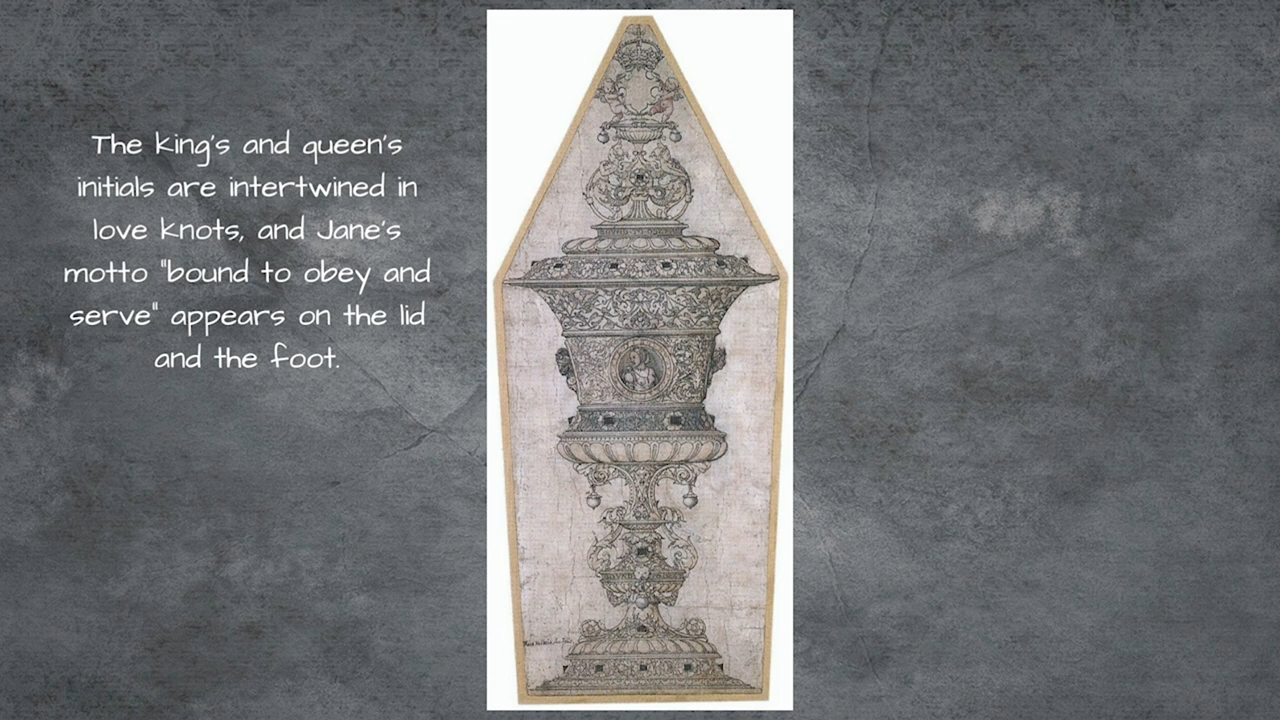 The king's and queen's
initials are intertwined in
love knots, and Jane's
motto "bound to obey and
serve" appears on the lid
and the foot.